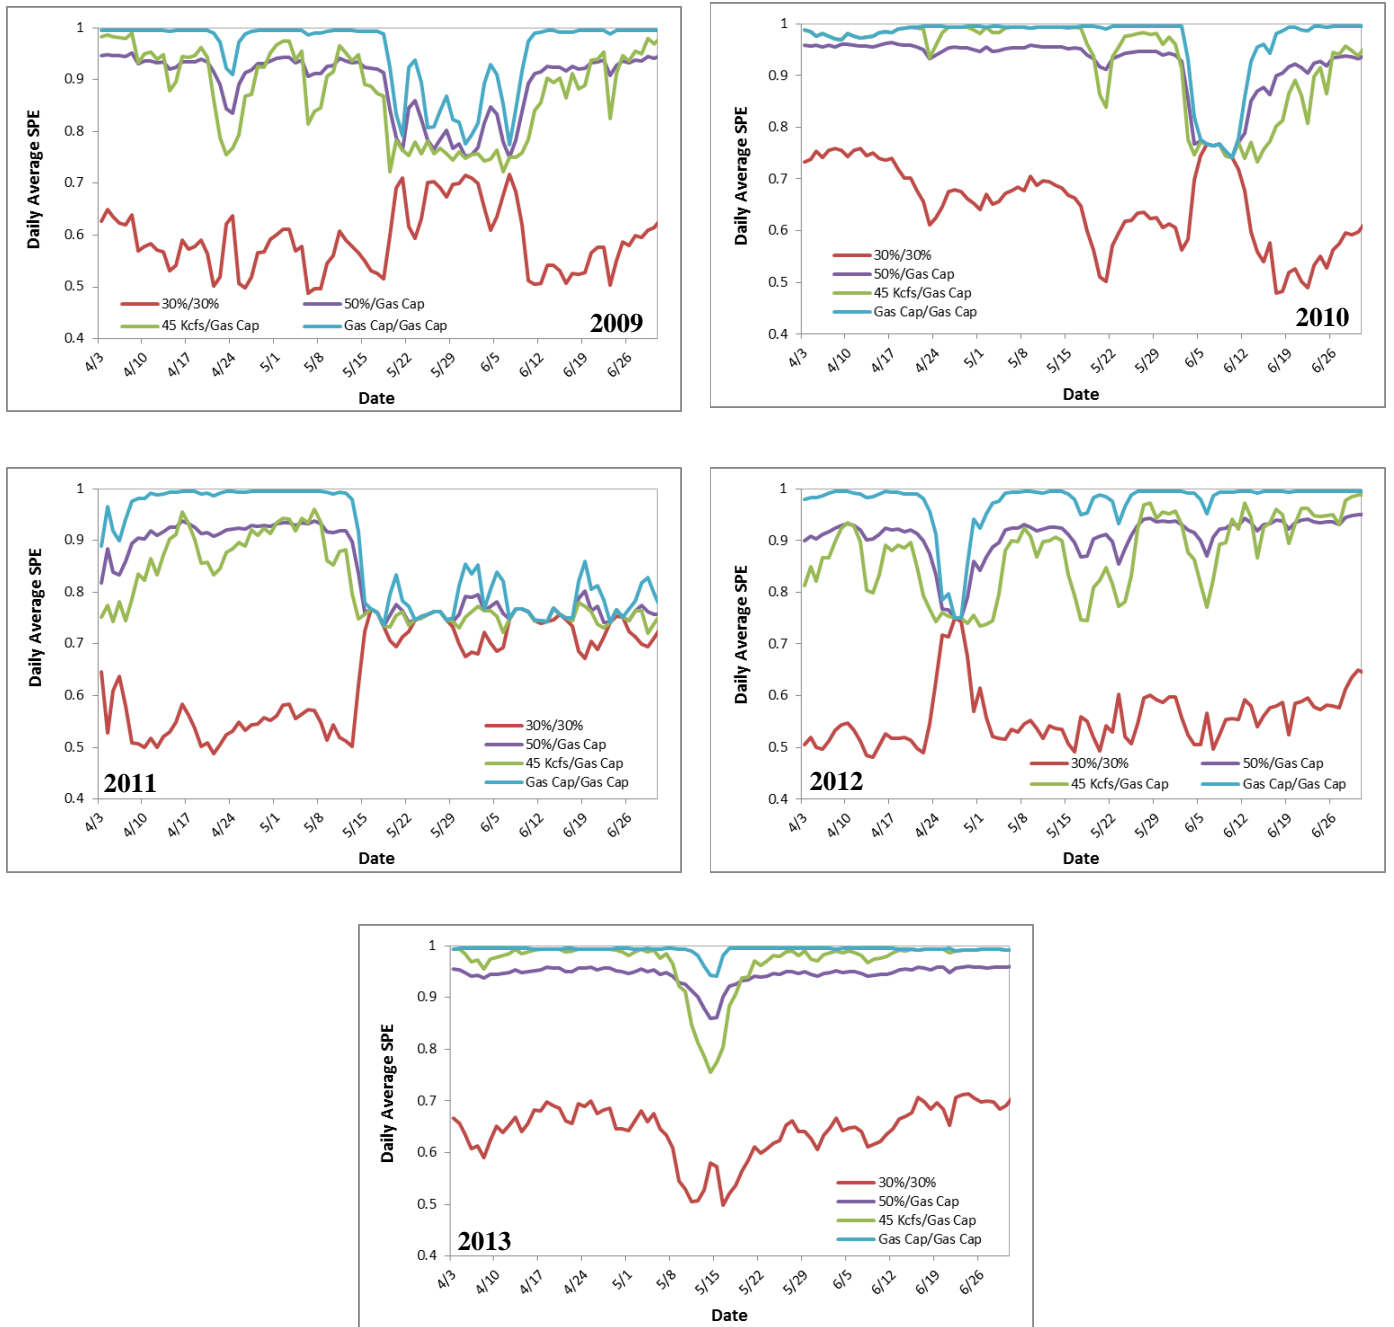 1
0.9
0.8
0.7
0.6
0.5
0.4
Daily Average SPE
30%/30% 50%/Gas Cap
45 Kcfs/Gas Cap Gas Cap/Gas Cap
2009
4/3 4/10 4/17 4/24 5/1 5/8 5/15 5/22 5/29 6/5 6/12 6/19 6/26
Date
1
0.9
0.8
0.7
0.6
0.5
0.4
Daily Average SPE
30%/30%
50%/Gas Cap
45 Kcfs/Gas Cap
Gas Cap/Gas Cap
2010
4/3 4/10 4/17 4/24 5/1 5/8 5/15 5/22 5/29 6/5 6/12 6/19 6/26
Date
1
0.9
0.8
0.7
0.6
0.5
0.4
Daily Average SPE
30%/30%
50%/Gas Cap
45 Kcfs/Gas Cap
Gas Cap/Gas Cap
2011
4/3 4/10 4/17 4/24 5/1 5/8 5/15 5/22 5/29 6/5 6/12 6/19 6/26
Date
1
0.9
0.8
0.7
0.6
0.5
0.4
Daily Average SPE
30%/30% 50%/Gas Cap
45 Kcfs/Gas Cap Gas Cap/Gas Cap
2012
4/3 4/10 4/17 4/24 5/1 5/8 5/15 5/22 5/29 6/5 6/12 6/19 6/26
Date
1
0.9
0.8
0.7
0.6
0.5
0.4
Daily Average SPE
30%/30%
50%/Gas Cap
45 Kcfs/Gas Cap
Gas Cap/Gas Cap
2013
4/3 4/10 4/17 4/24 5/1 5/8 5/15 5/22 5/29 6/5 6/12 6/19 6/26
Date